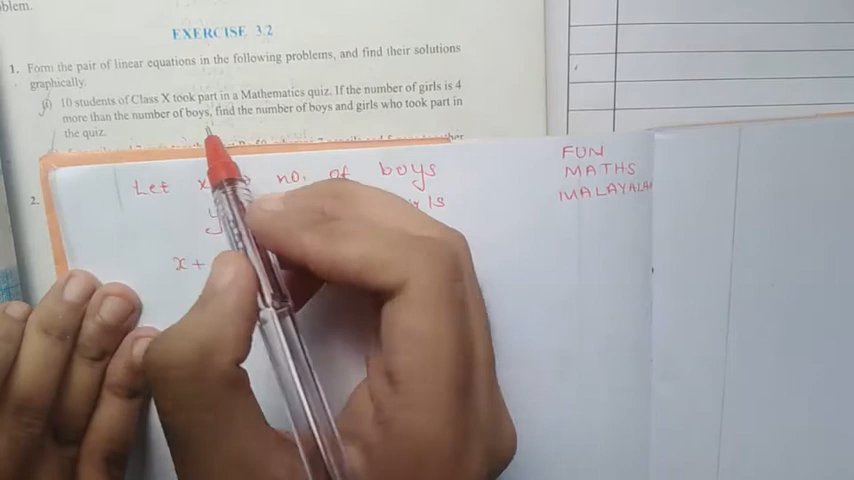 blem.
EXERCISE 3.2
1. Form the pair of linear equations in the following problems, and find their solutions
graphically.
(i) 10 students of Class X took part in a Mathematics quiz. If the number of girls is 4
more than the number of boys, find the number of boys and girls who took part in
the quiz.
2.
Let x no. of boys
y
x +
FUN
MATHS
MALAYALAM